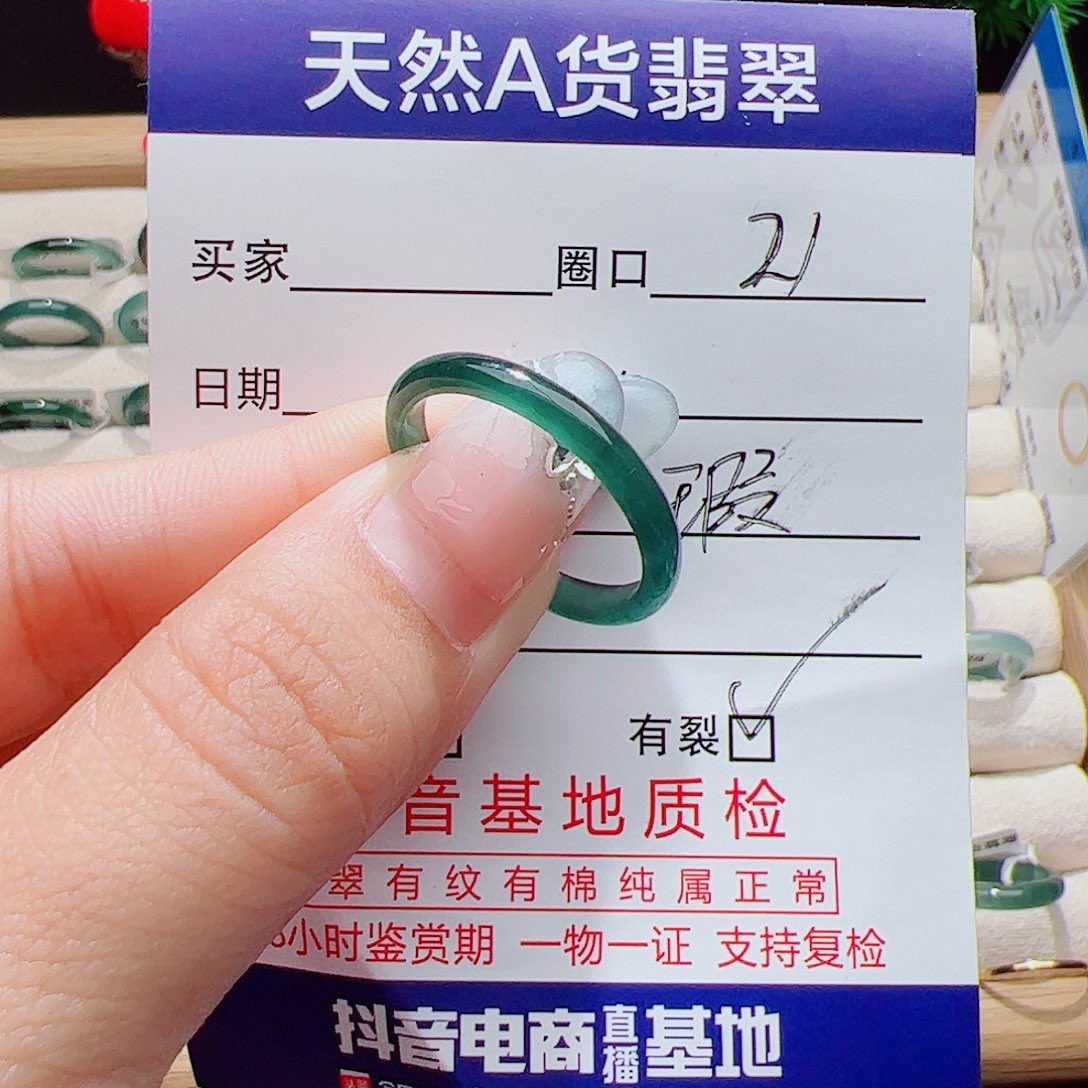 天然A货翡翠
买家 圈口 21
日期
瑕
有裂 ✓
音基地质检
翠有纹有棉纯属正常
小时鉴赏期 一物一证 支持复检
抖音电商直播基地